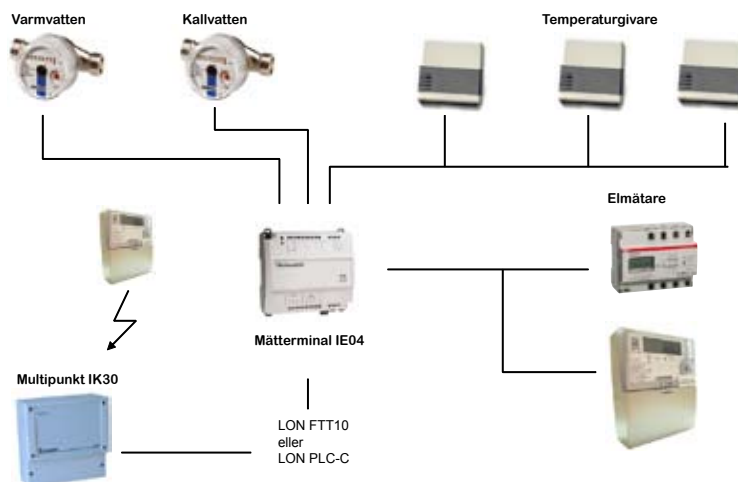 Varmvatten
Kallvatten
Temperaturgivare
Elmätare
Mätterminal IE04
Multipunkt IK30
LON FTT10
eller
LON PLC-C